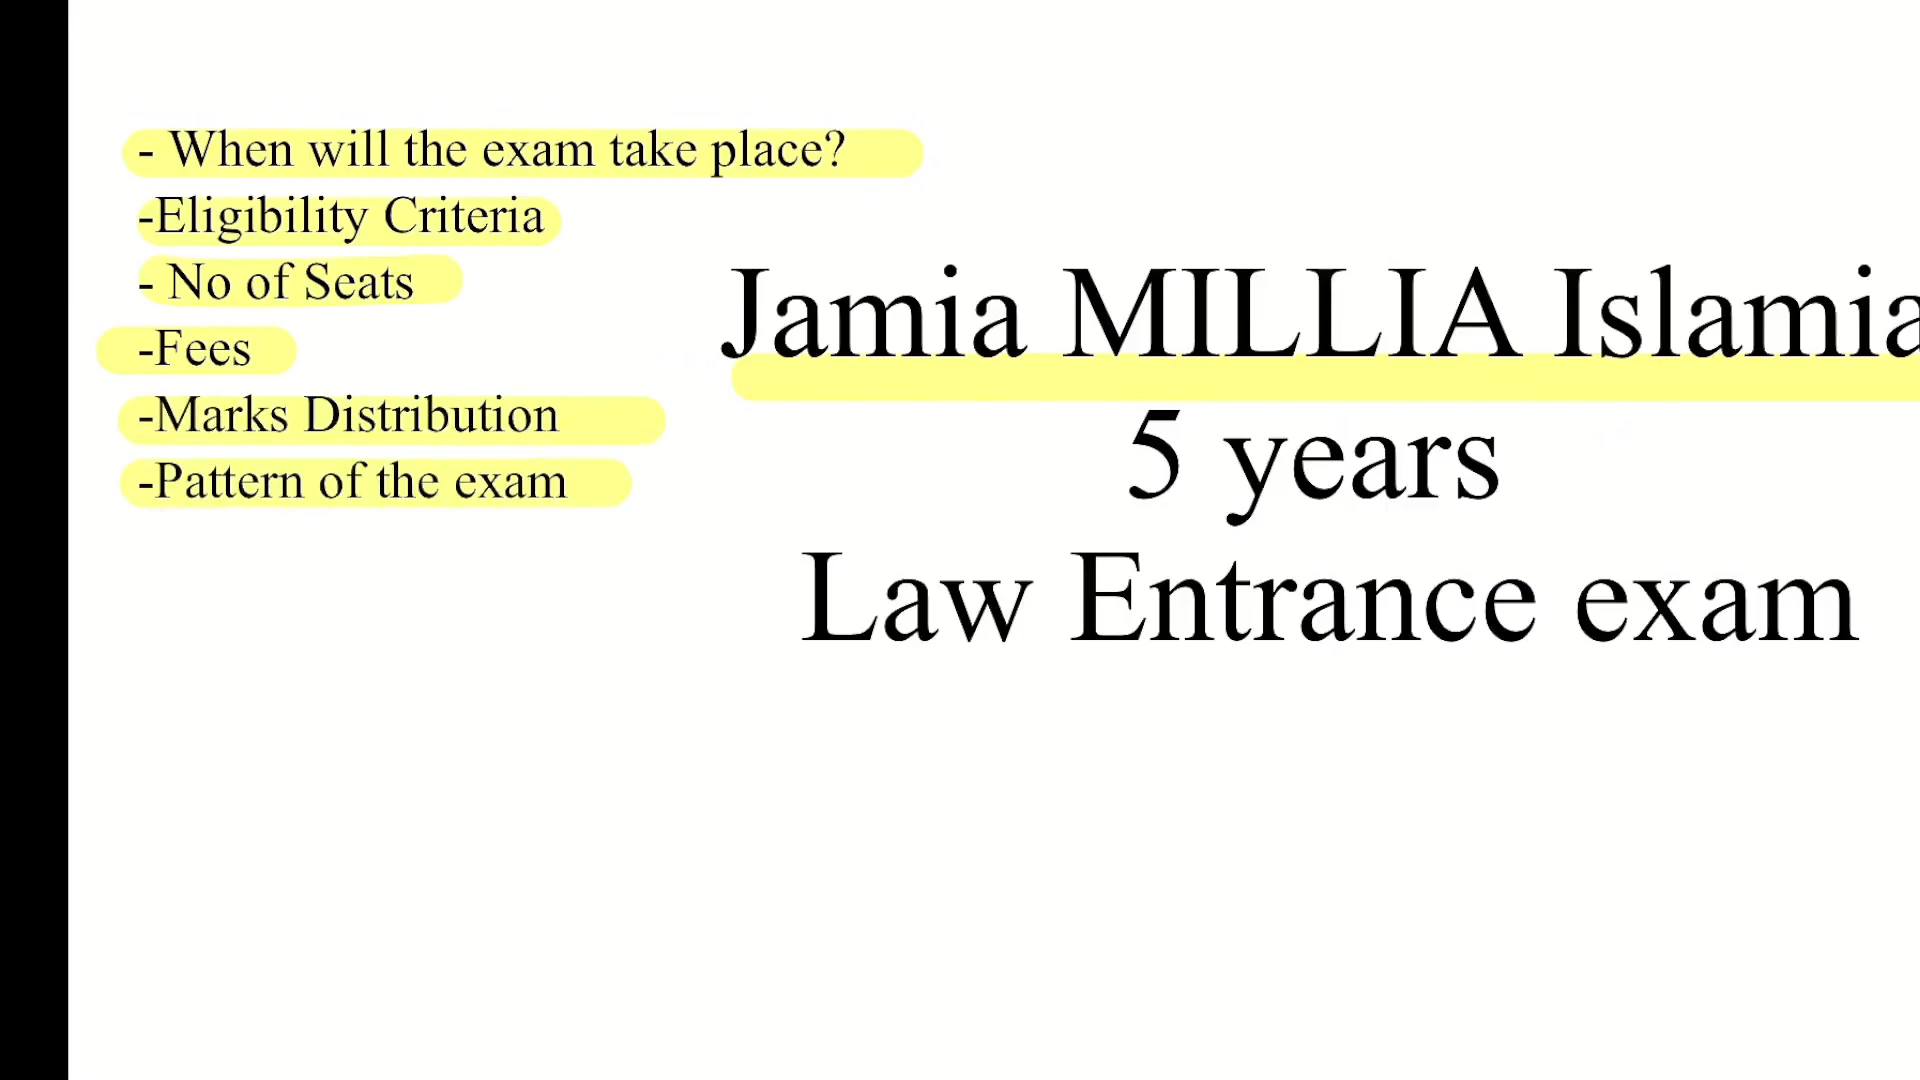 - When will the exam take place?
-Eligibility Criteria
- No of Seats
-Fees
-Marks Distribution
-Pattern of the exam
Jamia MILLIA Islamia
5 years
Law Entrance exam